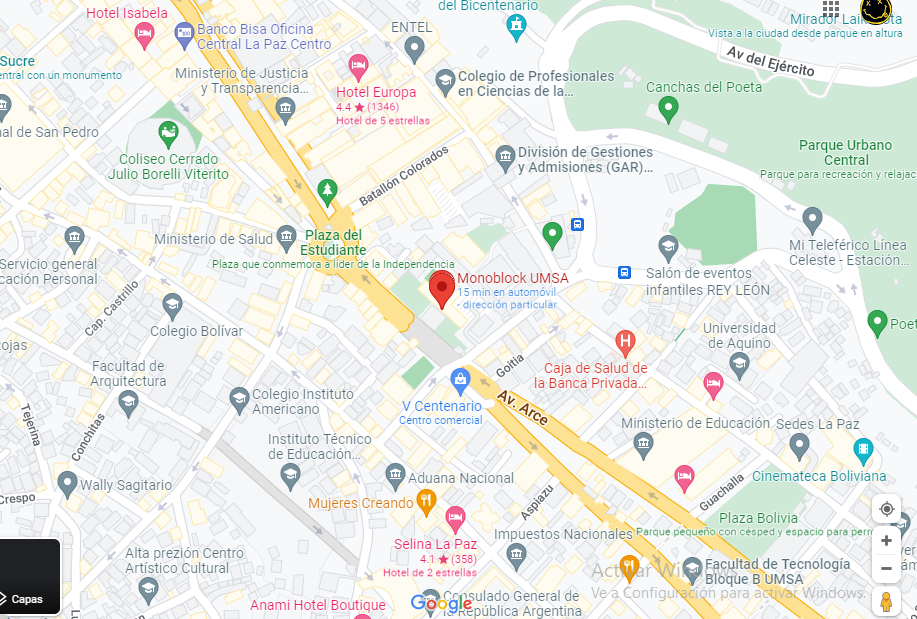 Hotel Isabela
Banco Bisa Oficina
Central La Paz Centro
ENTEL
del Bicentenario
Mirador Laikakota
Vista a la ciudad desde parque en altura
Av del Ejército
Sucre
entral con un monumento
Ministerio de Justicia
y Transparencia...
Hotel Europa
4.4 ★ (1346)
Hotel de 5 estrellas
Colegio de Profesionales
en Ciencias de la...
Canchas del Poeta
al de San Pedro
Coliseo Cerrado
Julio Borelli Viterito
Batallón Colorados
División de Gestiones
y Admisiones (GAR)...
Parque Urbano
Central
Parque para recreación y relajac
Ministerio de Salud
Plaza del
Estudiante
Plaza que conmemora a líder de la Independencia
Servicio general
cación Personal
Cap. Castrillo
Monoblock UMSA
15 min en automóvil
- dirección particular
Salón de eventos
infantiles REY LEÓN
Mi Teleférico Línea
Celeste - Estación...
Poet
Colegio Bolívar
ojas
Facultad de
Arquitectura
Universidad
de Aquino
Goitia
Caja de Salud de
la Banca Privada...
Colegio Instituto
Americano
V Centenario
Centro comercial
Av. Arce
Tejerina
Conchitas
Instituto Técnico
de Educación...
Ministerio de Educación
Sedes La Paz
Cinemateca Boliviana
Crespo
Wally Sagitario
Aduana Nacional
Mujeres Creando
Aspiazu
Guachalla
Selina La Paz
4.1 ★ (358)
Hotel de 2 estrellas
Impuestos Nacionales
Plaza Bolivia
Parque pequeño con cesped y espacio para perr
Alta prezión Centro
Artístico Cultural
Facultad de Tecnología
Bloque B UMSA
Activar Windows
Ve a Configuración para activar Windows.
Capas
Anami Hotel Boutique
Google
Consulado General de
la República Argentina